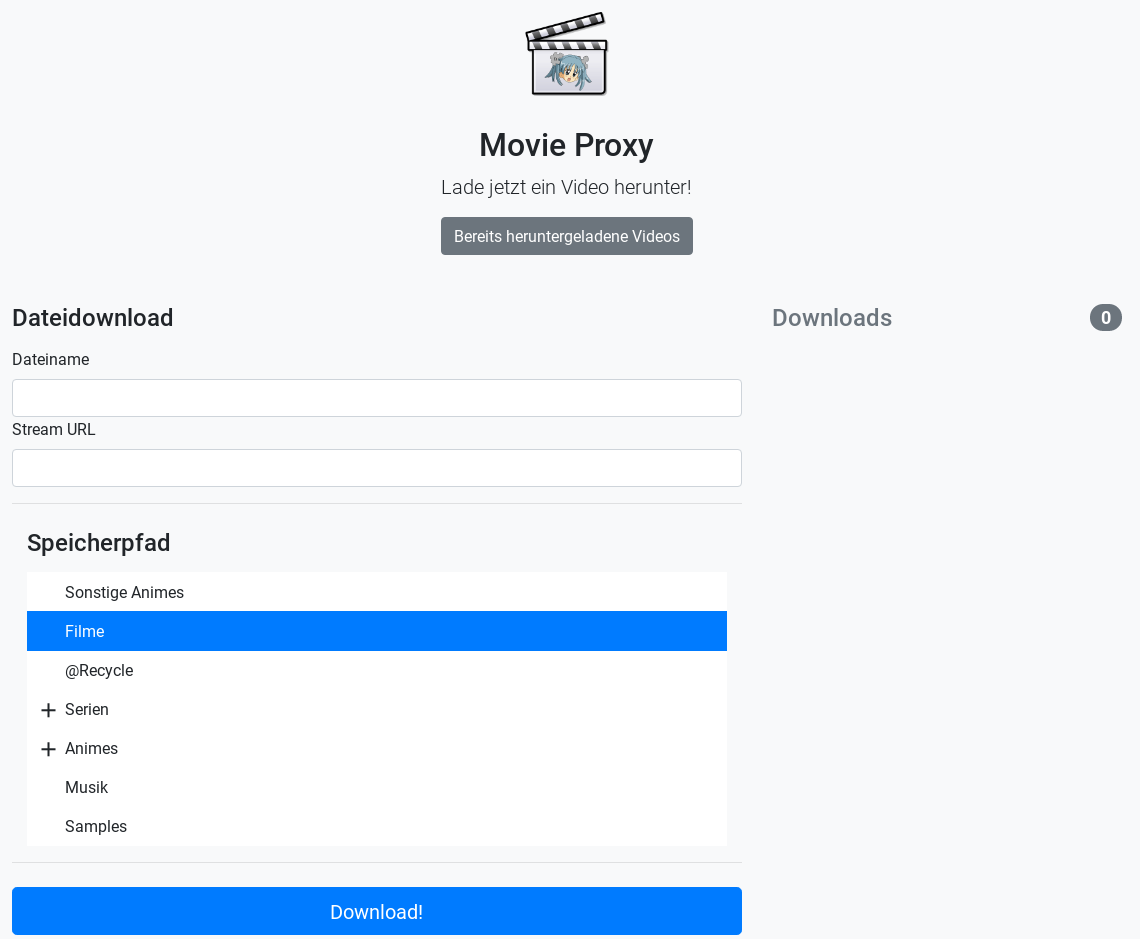 Movie Proxy
Lade jetzt ein Video herunter!
Bereits heruntergeladene Videos
Dateidownload
Dateiname
Stream URL
Speicherpfad
Sonstige Animes
Filme
@Recycle
Serien
Animes
Musik
Samples
Download!
Downloads
0